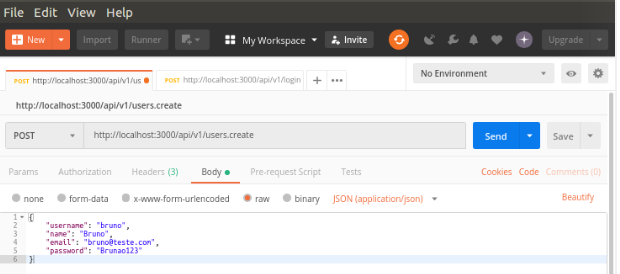 File Edit View Help
New Import Runner My Workspace Invite Upgrade
POST http://localhost:3000/api/v1/us POST http://localhost:3000/api/v1/login + ••• No Environment
http://localhost:3000/api/v1/users.create
POST http://localhost:3000/api/v1/users.create Send Save
Params Authorization Headers (3) Body Pre-request Script Tests Cookies Code Comments (0)
none form-data x-www-form-urlencoded raw binary JSON (application/json) Beautify
1 {
2 "username": "bruno",
3 "name": "Bruno",
4 "email": "bruno@teste.com",
5 "password": "Brunao123"
6 }